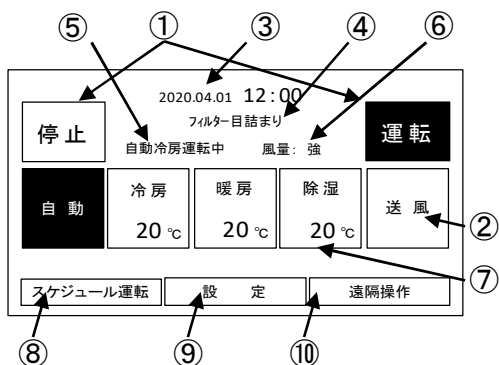 ⑤ ① ③ ④ ⑥
2020.04.01 12:00
フィルター目詰まり
停止 自動冷房運転中 風量: 強 運転
自動 冷房 暖房 除湿 送風
20℃ 20℃ 20℃ ②
⑦
スケジュール運転 設定 遠隔操作
⑧ ⑨ ⑩